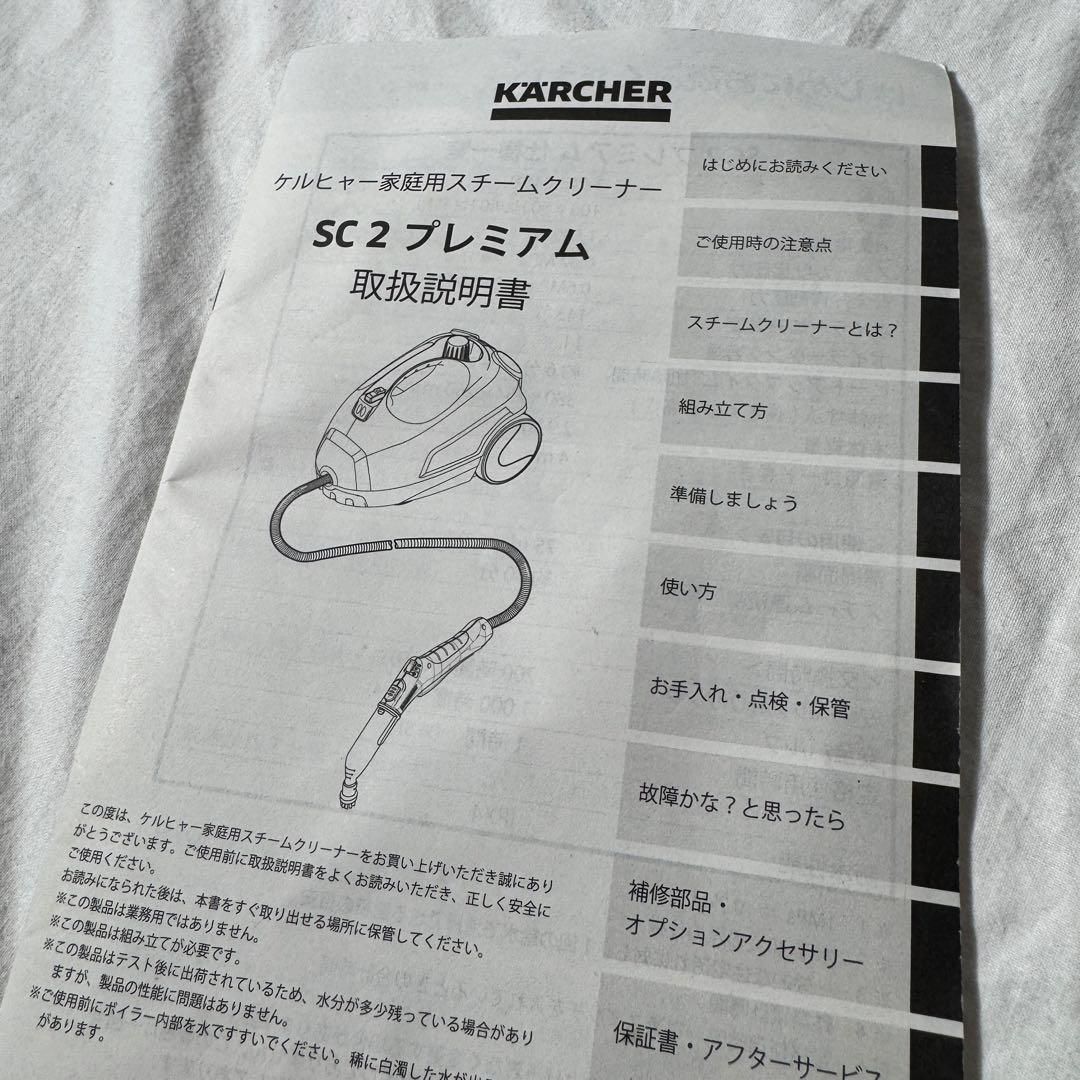 KÄRCHER
ケルヒャー家庭用スチームクリーナー
SC 2 プレミアム
取扱説明書
はじめにお読みください
ご使用時の注意点
スチームクリーナーとは？
組み立て方
準備しましょう
使い方
お手入れ・点検・保管
故障かな？と思ったら
補修部品・
オプションアクセサリー
保証書・アフターサービス
この度は、ケルヒャー家庭用スチームクリーナーをお買い上げいただき誠にあり
がとうございます。ご使用前に取扱説明書をよくお読みいただき、正しく安全に
ご使用ください。
お読みになられた後は、本書をすぐ取り出せる場所に保管してください。
※この製品は業務用ではありません。
※この製品は組み立てが必要です。
※この製品はテスト後に出荷されているため、水分が多少残っている場合があり
ますが、製品の性能に問題はありません。
※ご使用前にボイラー内部を水ですすいでください。稀に白濁した水が
があります。